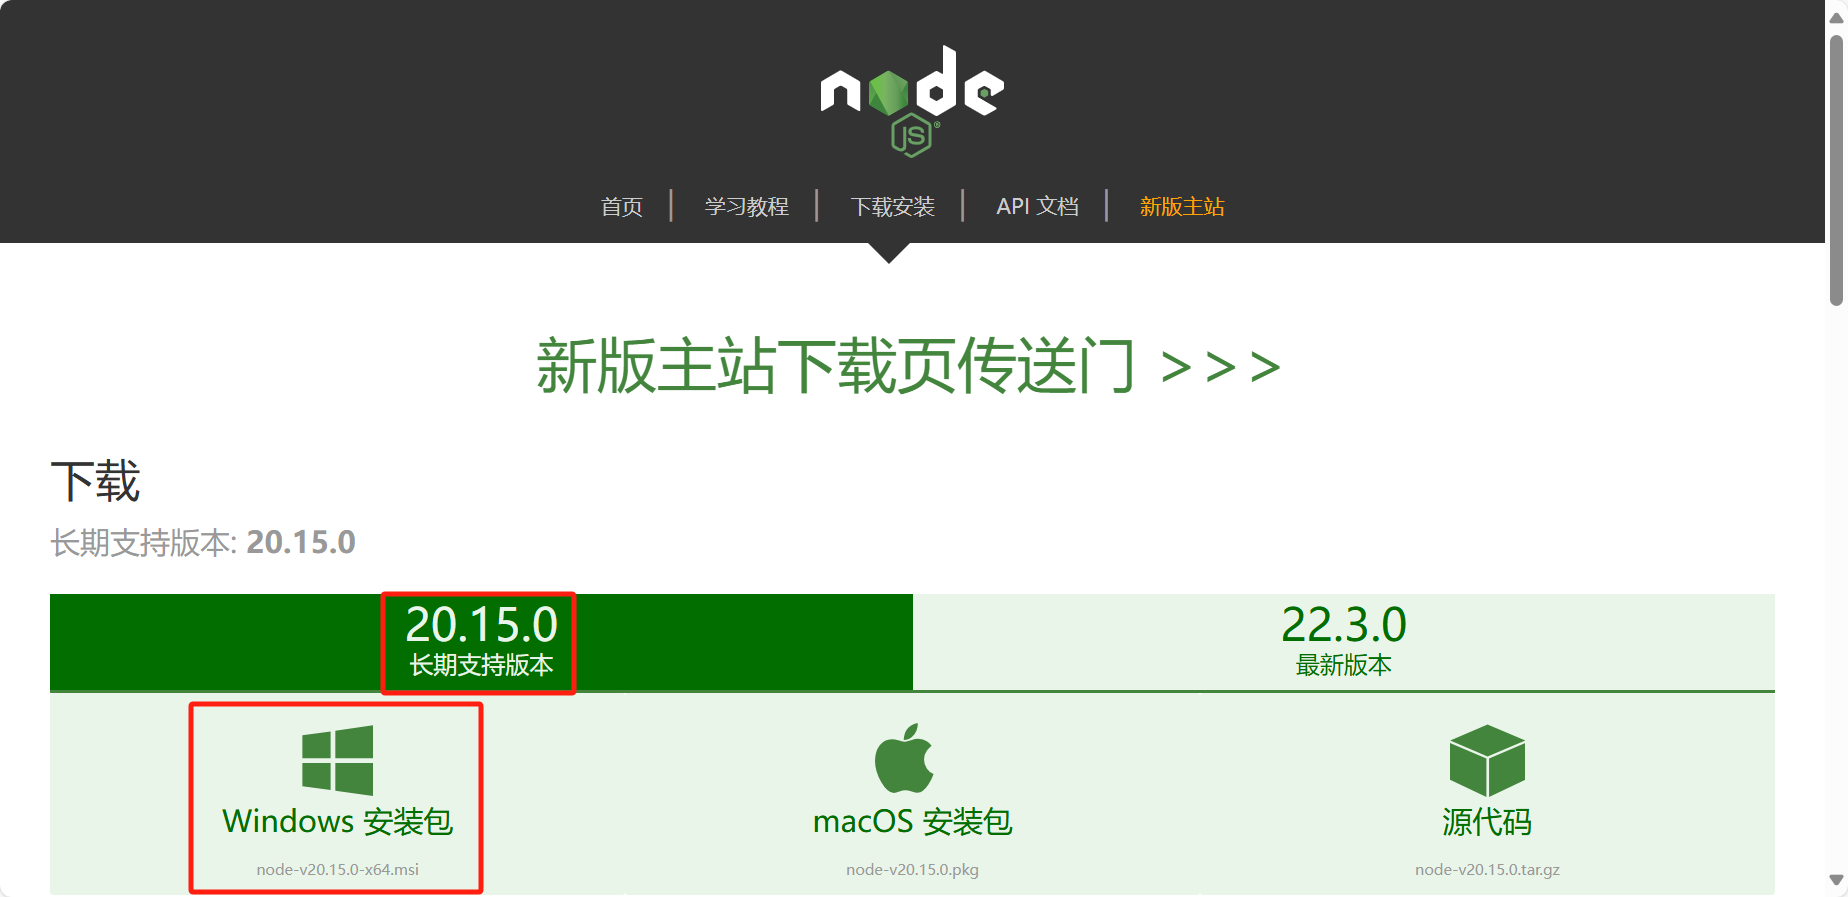 node
JS®
首页
学习教程
下载安装
API 文档
新版主站
新版主站下载页传送门 >>>
下载
长期支持版本: 20.15.0
20.15.0
长期支持版本
22.3.0
最新版本
Windows 安装包
node-v20.15.0-x64.msi
macOS 安装包
node-v20.15.0.pkg
源代码
node-v20.15.0.tar.gz